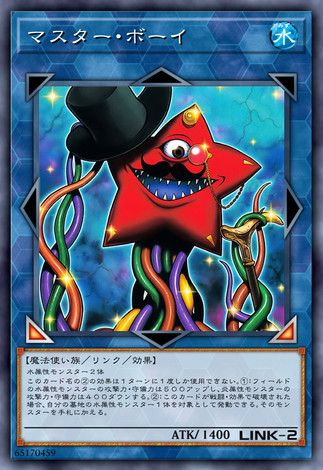 マスター・ボーイ
水
【魔法使い族／リンク／効果】
水属性モンスター２体
このカード名の②の効果は１ターンに１度しか使用できない。①：フィールド
の水属性モンスターの攻撃力・守備力は５００アップし、炎属性モンスター
の攻撃力・守備力は４００ダウンする。②：このカードが戦闘・効果で破壊された
場合、自分の墓地の水属性モンスター１体を対象として発動できる。そのモン
スターを手札に加える。
ATK/ 1400 LINK-2
65170459